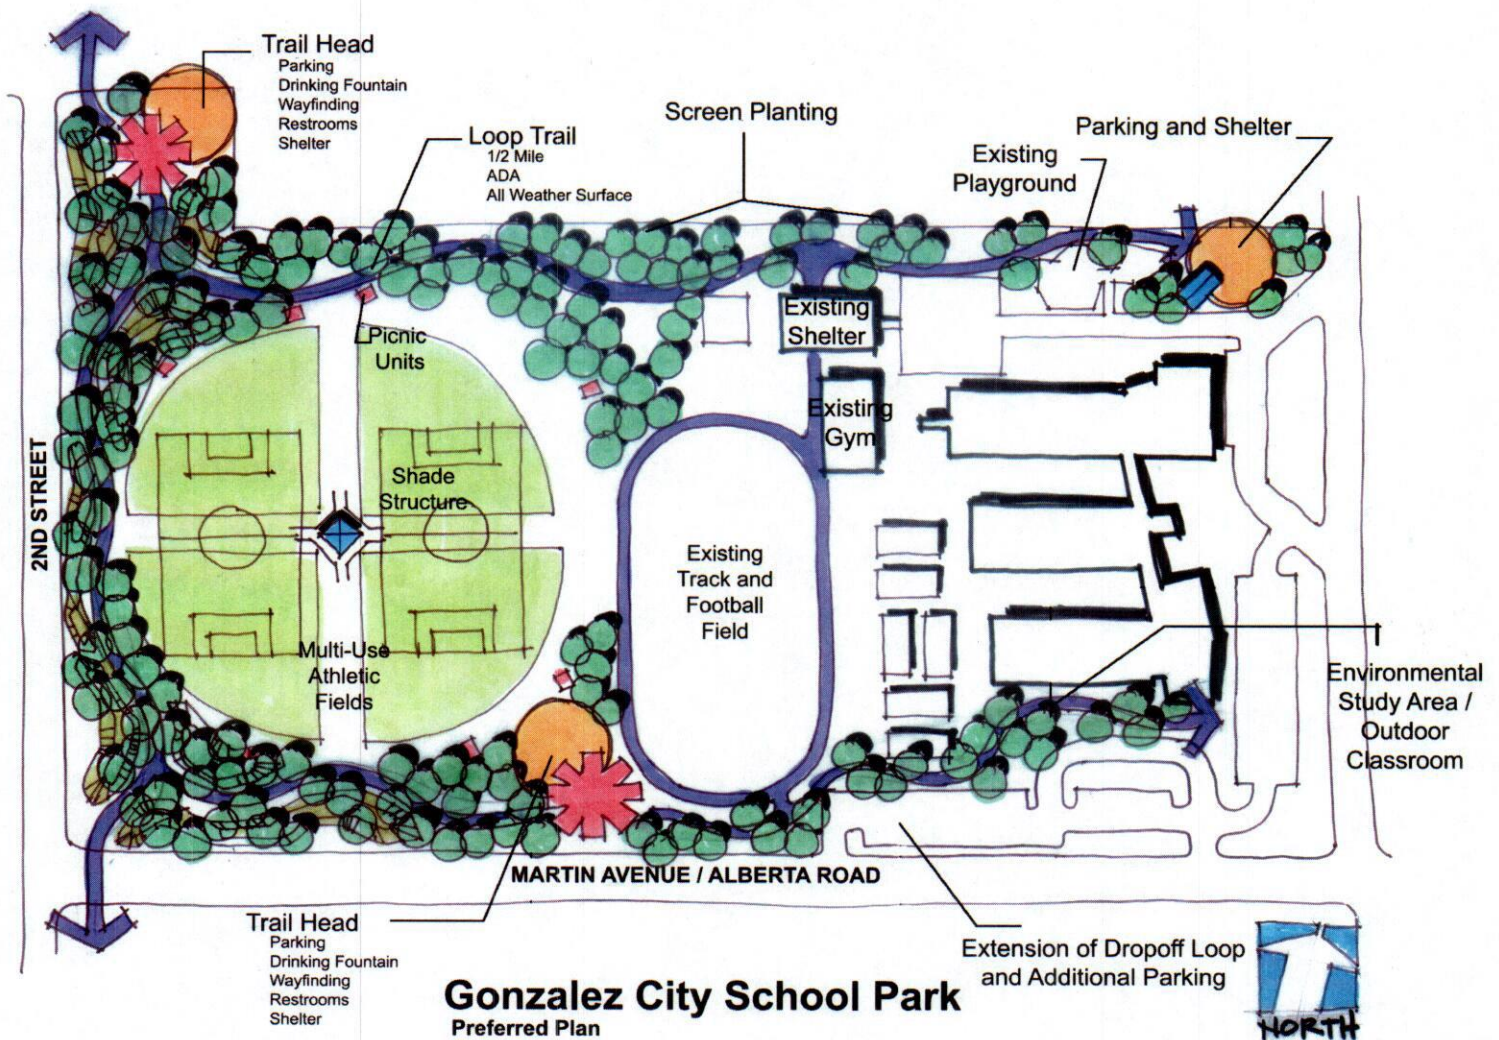 Trail Head
Parking
Drinking Fountain
Wayfinding
Restrooms
Shelter
Loop Trail
1/2 Mile
ADA
All Weather Surface
Screen Planting
Existing
Playground
Parking and Shelter
Picnic
Units
Existing
Shelter
Existing
Gym
Shade
Structure
2ND STREET
Existing
Track and
Football
Field
Multi-Use
Athletic
Fields
Environmental
Study Area /
Outdoor
Classroom
MARTIN AVENUE / ALBERTA ROAD
Trail Head
Parking
Drinking Fountain
Wayfinding
Restrooms
Shelter
Extension of Dropoff Loop
and Additional Parking
Gonzalez City School Park
Preferred Plan
NORTH